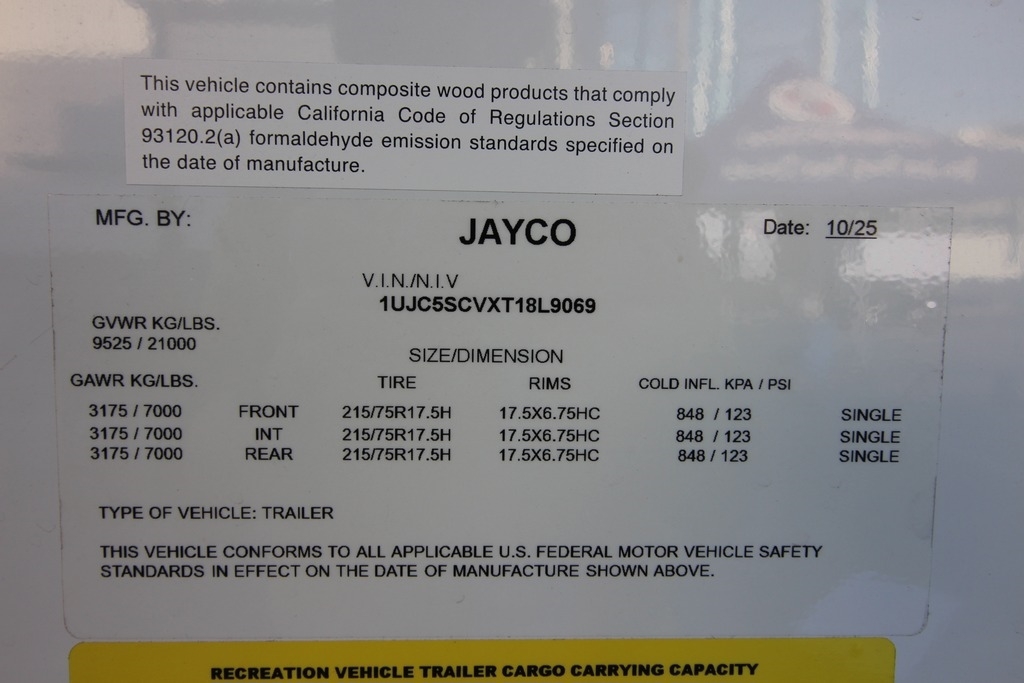 This vehicle contains composite wood products that comply
with applicable California Code of Regulations Section
93120.2(a) formaldehyde emission standards specified on
the date of manufacture.
MFG. BY: JAYCO Date: 10/25
V.I.N./N.I.V
1UJC5SCVXT18L9069
GVWR KG/LBS.
9525 / 21000
SIZE/DIMENSION
GAWR KG/LBS. TIRE RIMS COLD INFL. KPA / PSI
3175 / 7000 FRONT 215/75R17.5H 17.5X6.75HC 848 / 123 SINGLE
3175 / 7000 INT 215/75R17.5H 17.5X6.75HC 848 / 123 SINGLE
3175 / 7000 REAR 215/75R17.5H 17.5X6.75HC 848 / 123 SINGLE
TYPE OF VEHICLE: TRAILER
THIS VEHICLE CONFORMS TO ALL APPLICABLE U.S. FEDERAL MOTOR VEHICLE SAFETY
STANDARDS IN EFFECT ON THE DATE OF MANUFACTURE SHOWN ABOVE.
RECREATION VEHICLE TRAILER CARGO CARRYING CAPACITY